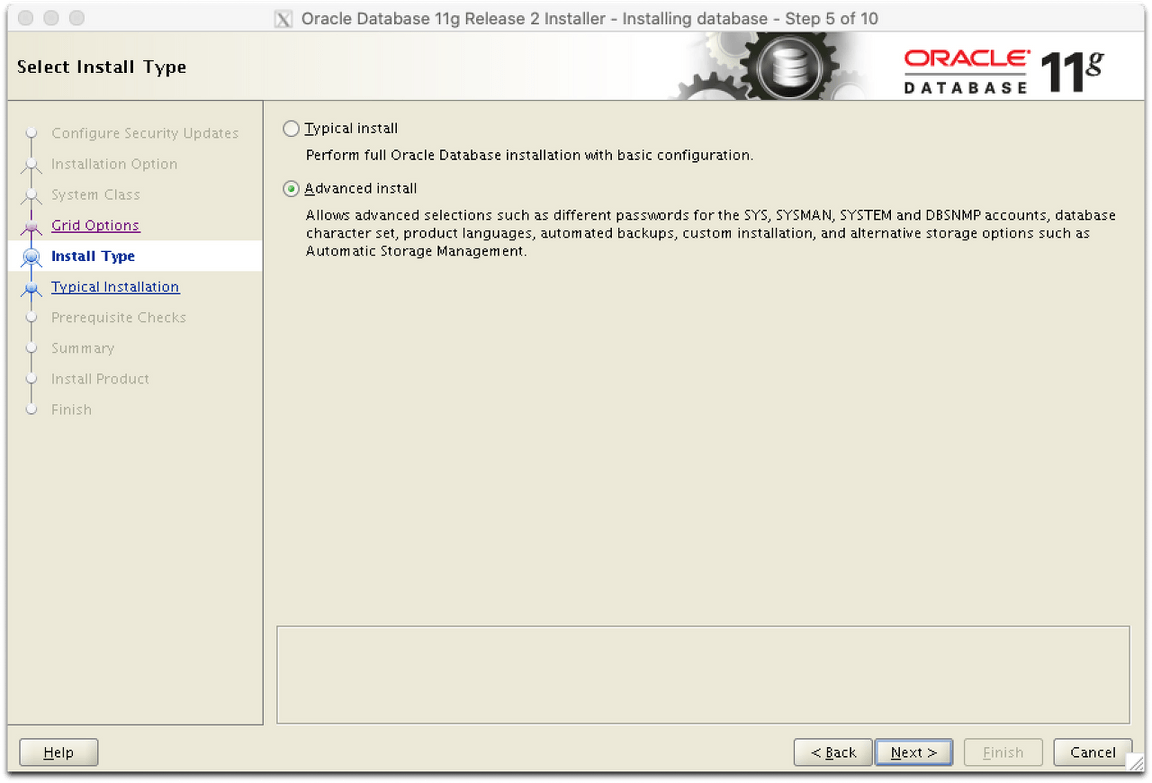 Oracle Database 11g Release 2 Installer - Installing database - Step 5 of 10
Select Install Type
ORACLE
DATABASE
11g
Configure Security Updates
Installation Option
System Class
Grid Options
Install Type
Typical Installation
Prerequisite Checks
Summary
Install Product
Finish
Typical install
Perform full Oracle Database installation with basic configuration.
Advanced install
Allows advanced selections such as different passwords for the SYS, SYSMAN, SYSTEM and DBSNMP accounts, database
character set, product languages, automated backups, custom installation, and alternative storage options such as
Automatic Storage Management.
Help
< Back
Next >
Finish
Cancel